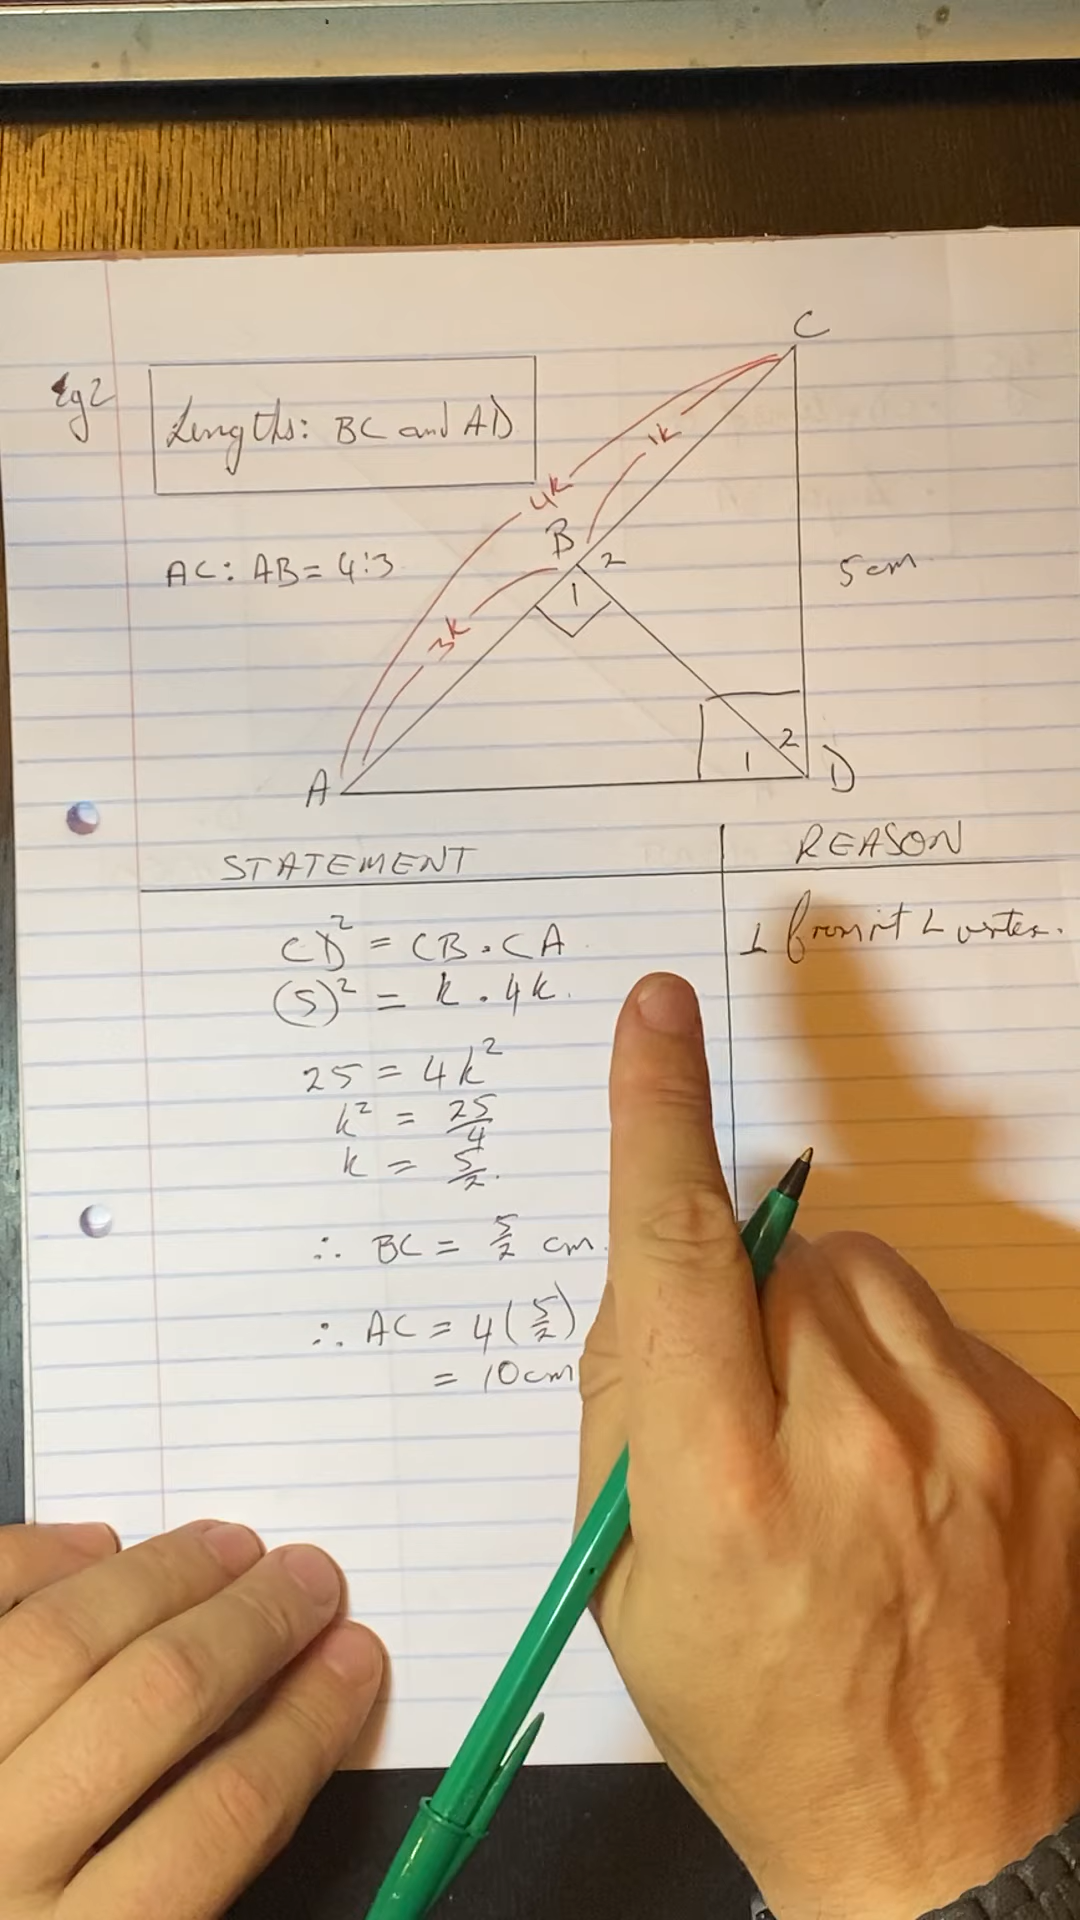 Eg2
Lengths: BC and AD
AC: AB = 4:3
C
4k
1k
B
2
1
3k
5cm
2
1
A
D
STATEMENT
REASON
CD² = CB . CA
⊥ from rt ∠ vertex.
(5)² = k . 4k.
25 = 4k²
k² = 25/4
k = 5/2.
∴ BC = 5/2 cm.
∴ AC = 4(5/2)
= 10cm